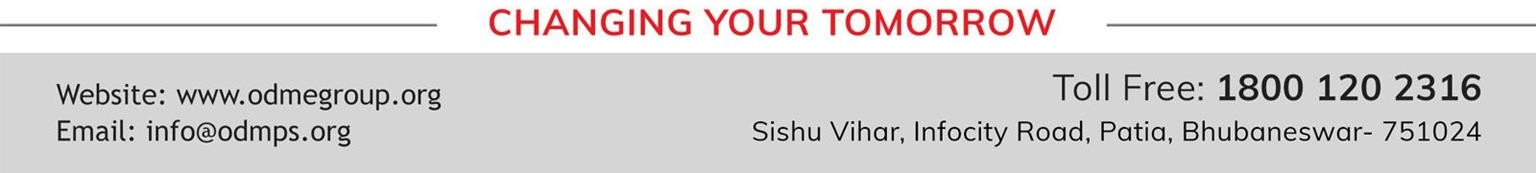 CHANGING YOUR TOMORROW
Website: www.odmegroup.org
Email: info@odmps.org
Toll Free: 1800 120 2316
Sishu Vihar, Infocity Road, Patia, Bhubaneswar- 751024